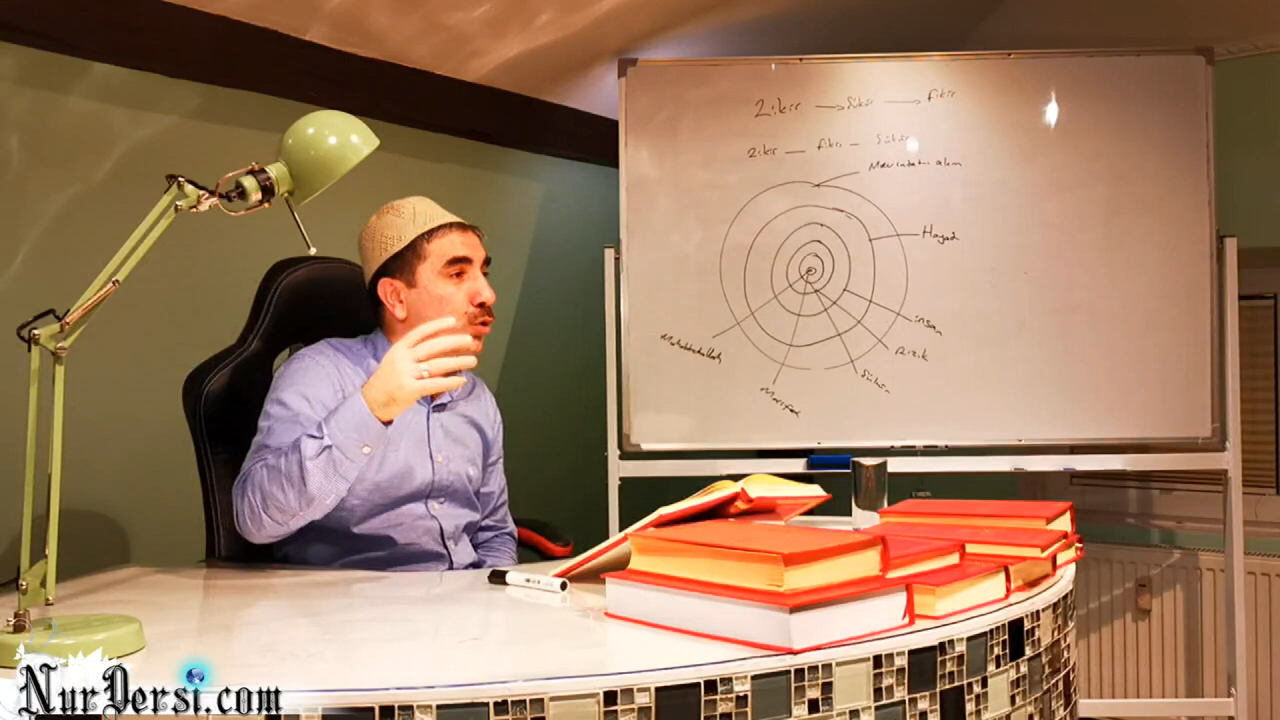 Zikir → Şükür → fikir
Zikir — fikir — Şükür
Mevcudatı alem
Hayat
insan
Rızık
Şükür
Marifet
Muhabbetullah
NurDersi.com